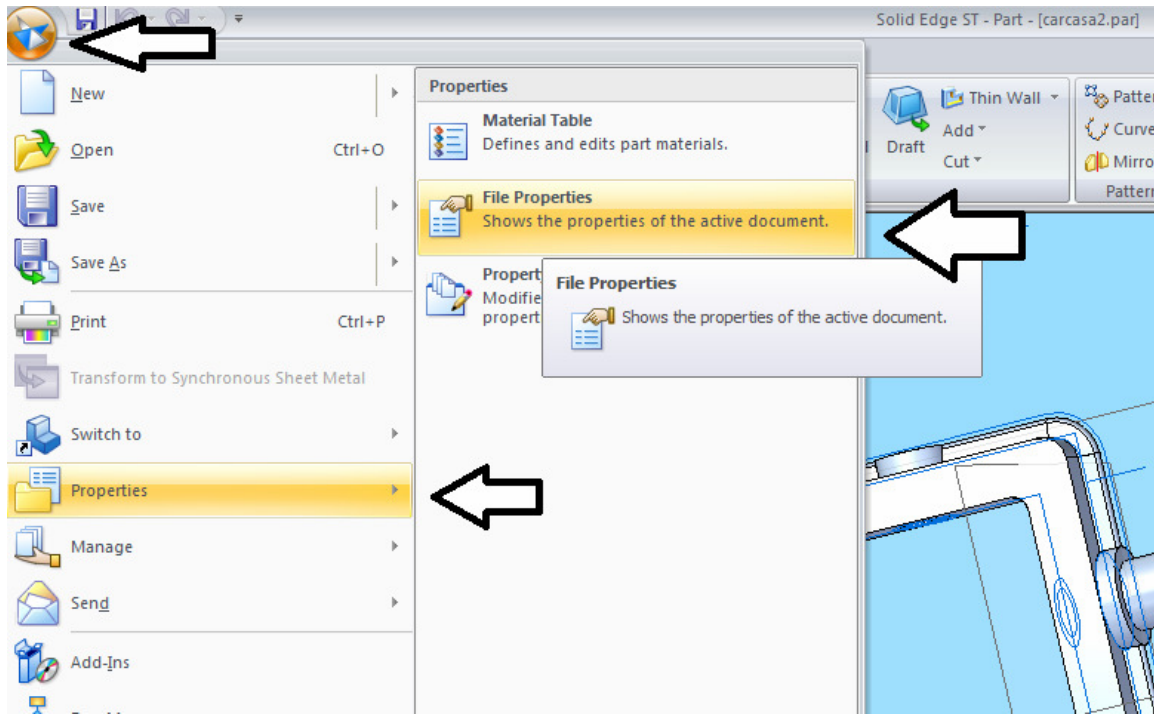 Solid Edge ST - Part - [carcasa2.par]
New
Open Ctrl+O
Save
Save As
Print Ctrl+P
Transform to Synchronous Sheet Metal
Switch to
Properties
Manage
Send
Add-Ins
Properties
Material Table
Defines and edits part materials.
File Properties
Shows the properties of the active document.
File Properties
Shows the properties of the active document.
Draft
Thin Wall
Add
Cut